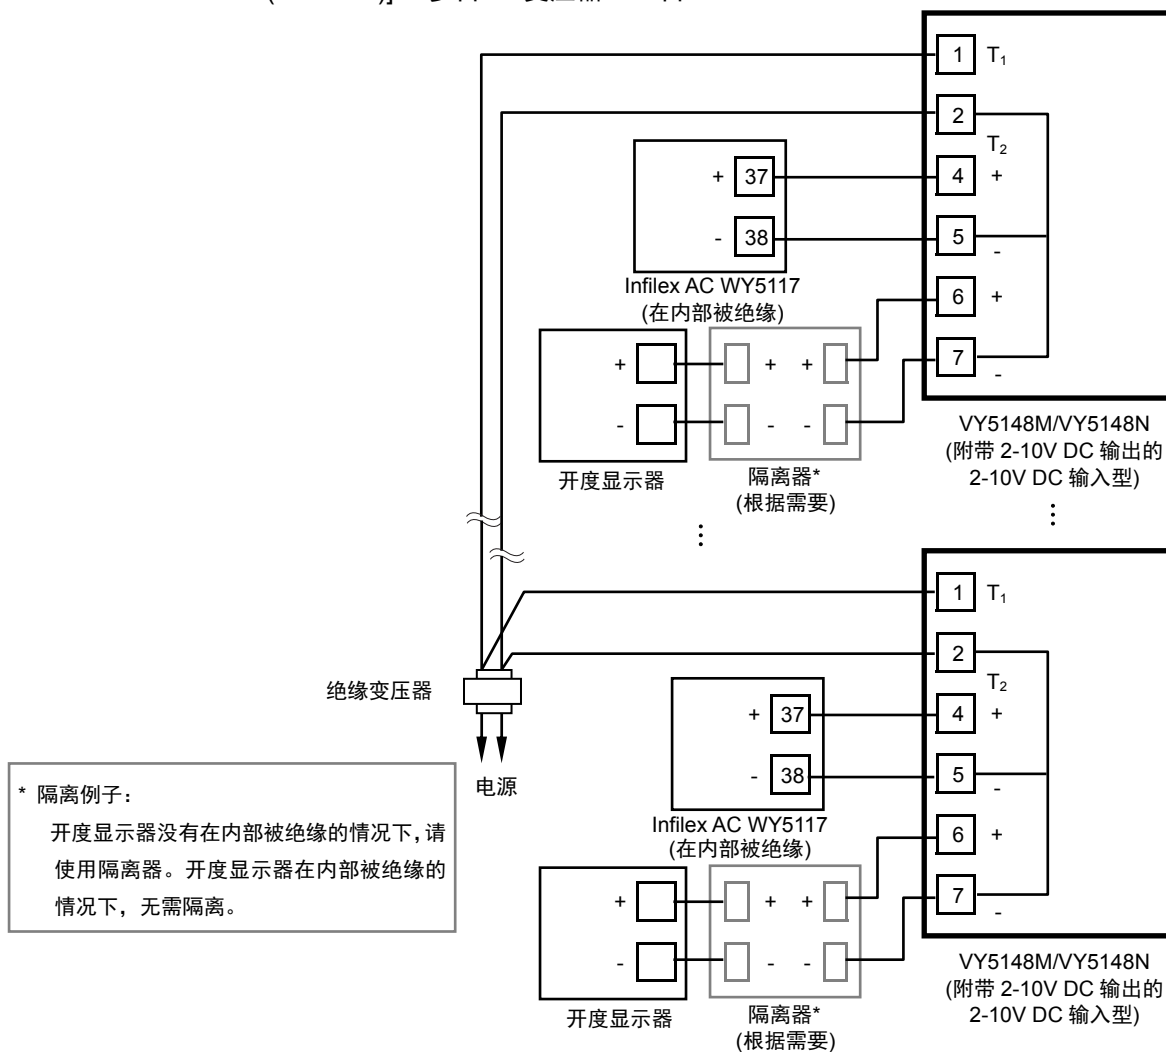 1 T₁
2
T₂
+ 37
4 +
- 38
5 -
Infilex AC WY5117
(在内部被绝缘)
6 +
+ + +
7 -
- - -
开度显示器
隔离器*
(根据需要)
VY5148M/VY5148N
(附带 2-10V DC 输出的
2-10V DC 输入型)
⋮
⋮
1 T₁
2
T₂
绝缘变压器
+ 37
4 +
- 38
5 -
电源
Infilex AC WY5117
(在内部被绝缘)
6 +
* 隔离例子：
开度显示器没有在内部被绝缘的情况下，请
使用隔离器。开度显示器在内部被绝缘的
情况下，无需隔离。
+ + +
7 -
- - -
开度显示器
隔离器*
(根据需要)
VY5148M/VY5148N
(附带 2-10V DC 输出的
2-10V DC 输入型)